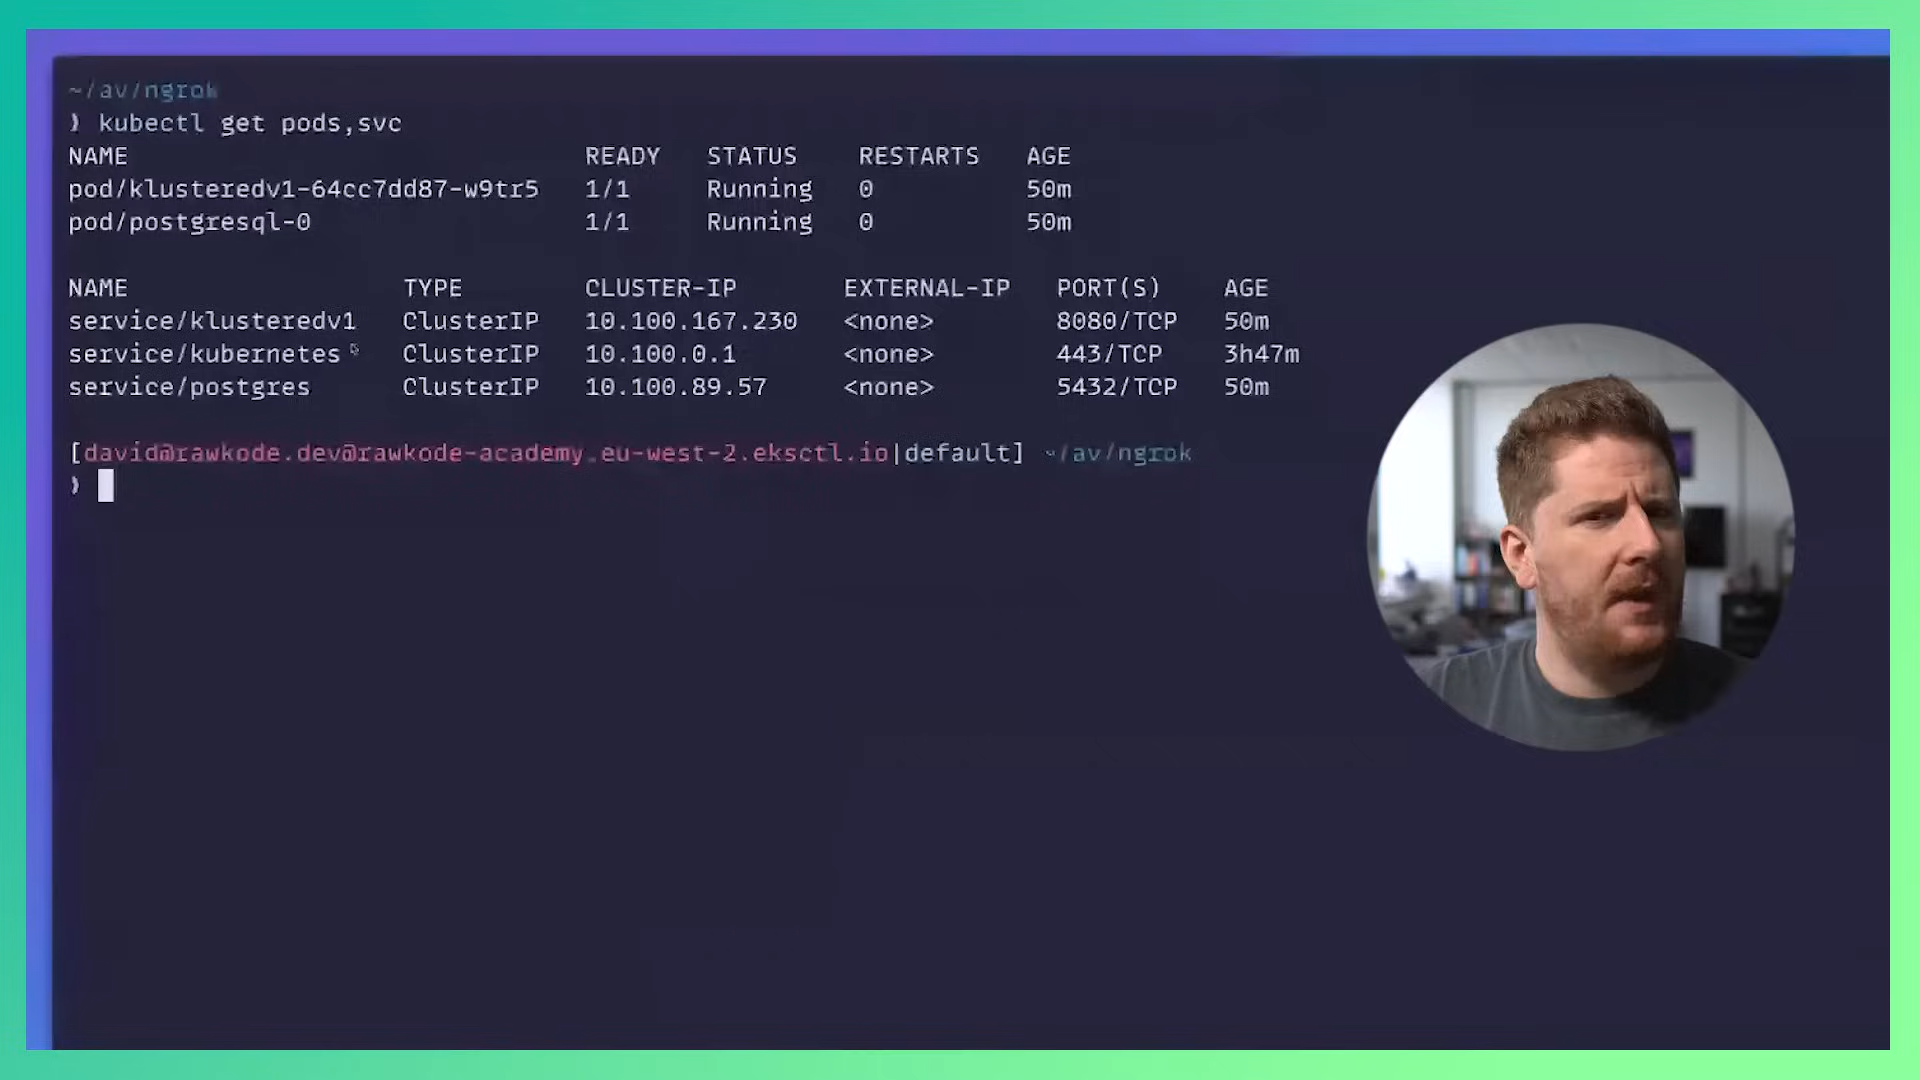 ~/av/ngrok
❯ kubectl get pods,svc
NAME READY STATUS RESTARTS AGE
pod/klusteredv1-64cc7dd87-w9tr5 1/1 Running 0 50m
pod/postgresql-0 1/1 Running 0 50m
NAME TYPE CLUSTER-IP EXTERNAL-IP PORT(S) AGE
service/klusteredv1 ClusterIP 10.100.167.230 <none> 8080/TCP 50m
service/kubernetes ClusterIP 10.100.0.1 <none> 443/TCP 3h47m
service/postgres ClusterIP 10.100.89.57 <none> 5432/TCP 50m
[david@rawkode.dev@rawkode-academy.eu-west-2.eksctl.io|default] ~/av/ngrok
❯